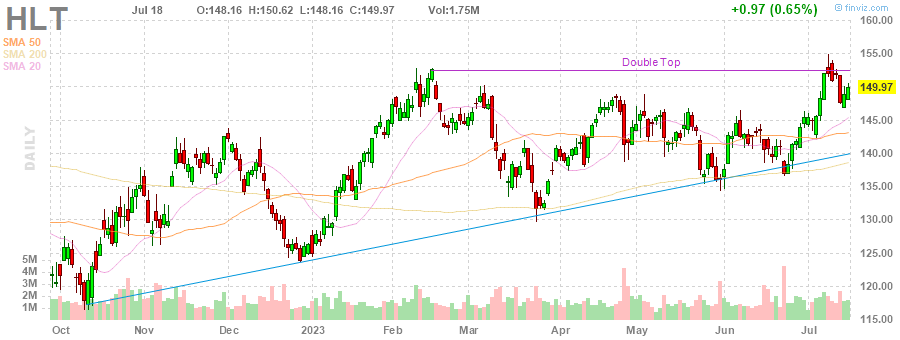 HLT Jul 18 O:148.16 H:150.62 L:148.16 C:149.97 Vol:1.75M +0.97 (0.65%) © finviz.com
SMA 50
SMA 200
SMA 20
DAILY
Double Top
160.00
155.00
149.97
145.00
140.00
135.00
130.00
125.00
120.00
115.00
5M
4M
3M
2M
1M
Oct Nov Dec 2023 Feb Mar Apr May Jun Jul